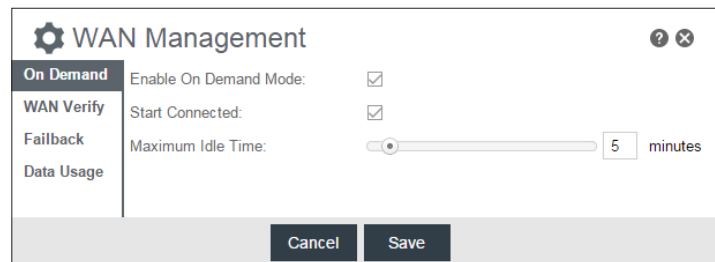 WAN Management
On Demand
WAN Verify
Failback
Data Usage
Enable On Demand Mode:
Start Connected:
Maximum Idle Time: 5 minutes
Cancel Save